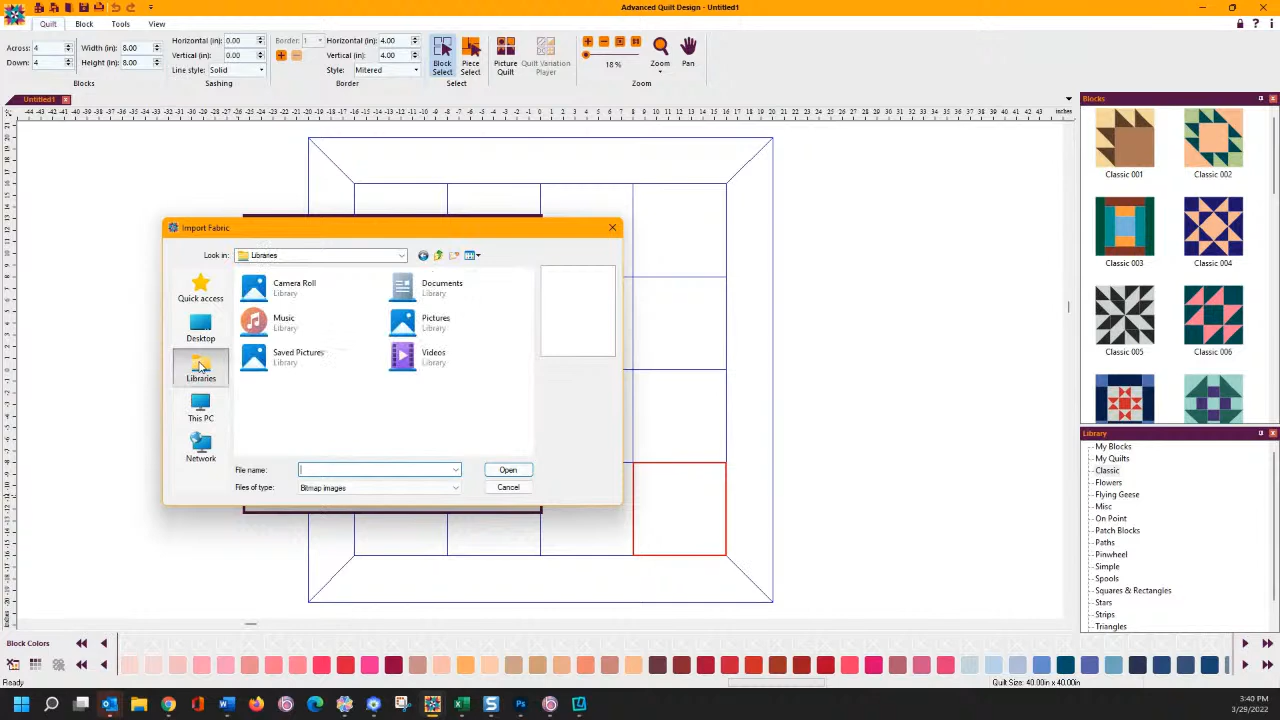 Advanced Quilt Design - Untitled1
Quilt Block Tools View
Across: 4 Width (in): 8.00 Horizontal (in): 0.00 Border: 1 Horizontal (in): 4.00
Down: 4 Height (in): 8.00 Vertical (in): 0.00 Vertical (in): 4.00
Line style: Solid Style: Mitered
Block Select Piece Select Picture Quilt Quilt Variation Player 18 % Zoom Pan
Blocks Sashing Border Select Zoom
Untitled1
inches
Blocks
Classic 001 Classic 002
Classic 003 Classic 004
Classic 005 Classic 006
Import Fabric
Look in: Libraries
Quick access
Desktop
Libraries
This PC
Network
Camera Roll
Library
Documents
Library
Music
Library
Pictures
Library
Saved Pictures
Library
Videos
Library
File name: Open
Files of type: Bitmap images Cancel
Library
My Blocks
My Quilts
Classic
Flowers
Flying Geese
Misc
On Point
Patch Blocks
Paths
Pinwheel
Simple
Spools
Squares & Rectangles
Stars
Strips
Triangles
Block Colors
Ready Quilt Size: 40.00in x 40.00in
3:40 PM
3/29/2022